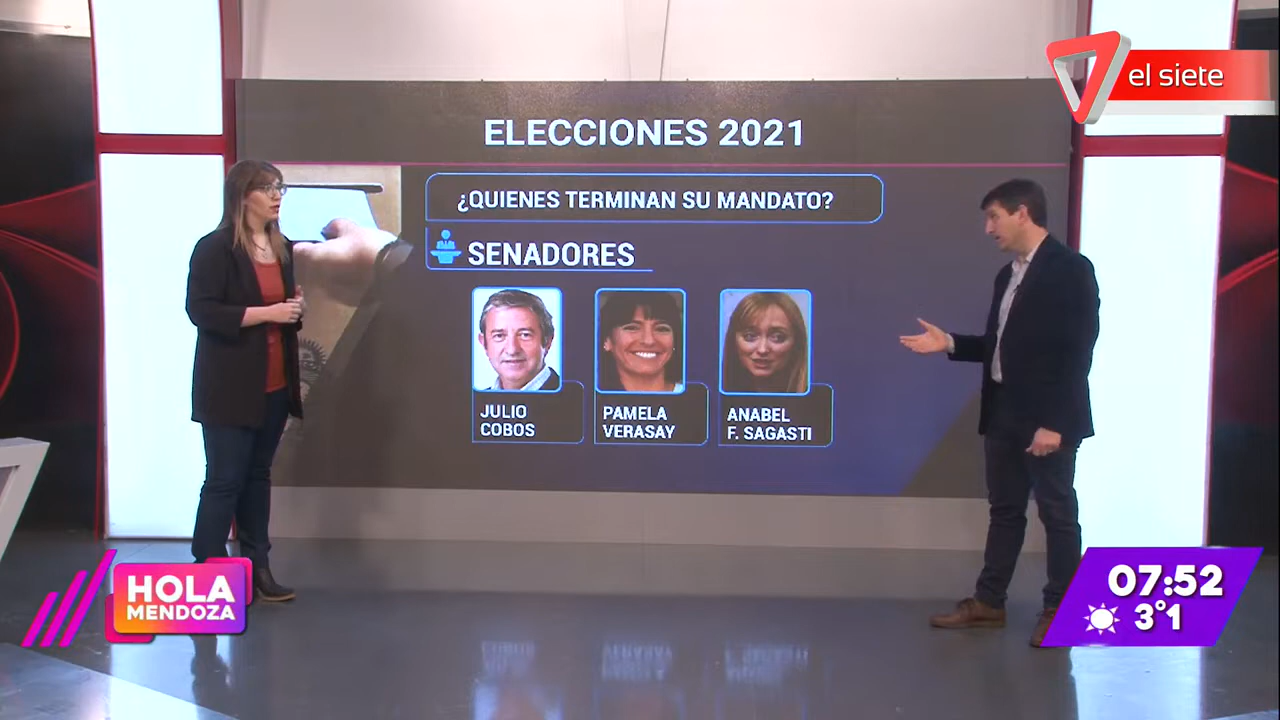 el siete
ELECCIONES 2021
¿QUIENES TERMINAN SU MANDATO?
SENADORES
JULIO
COBOS
PAMELA
VERASAY
ANABEL
F. SAGASTI
HOLA
MENDOZA
07:52
3°1